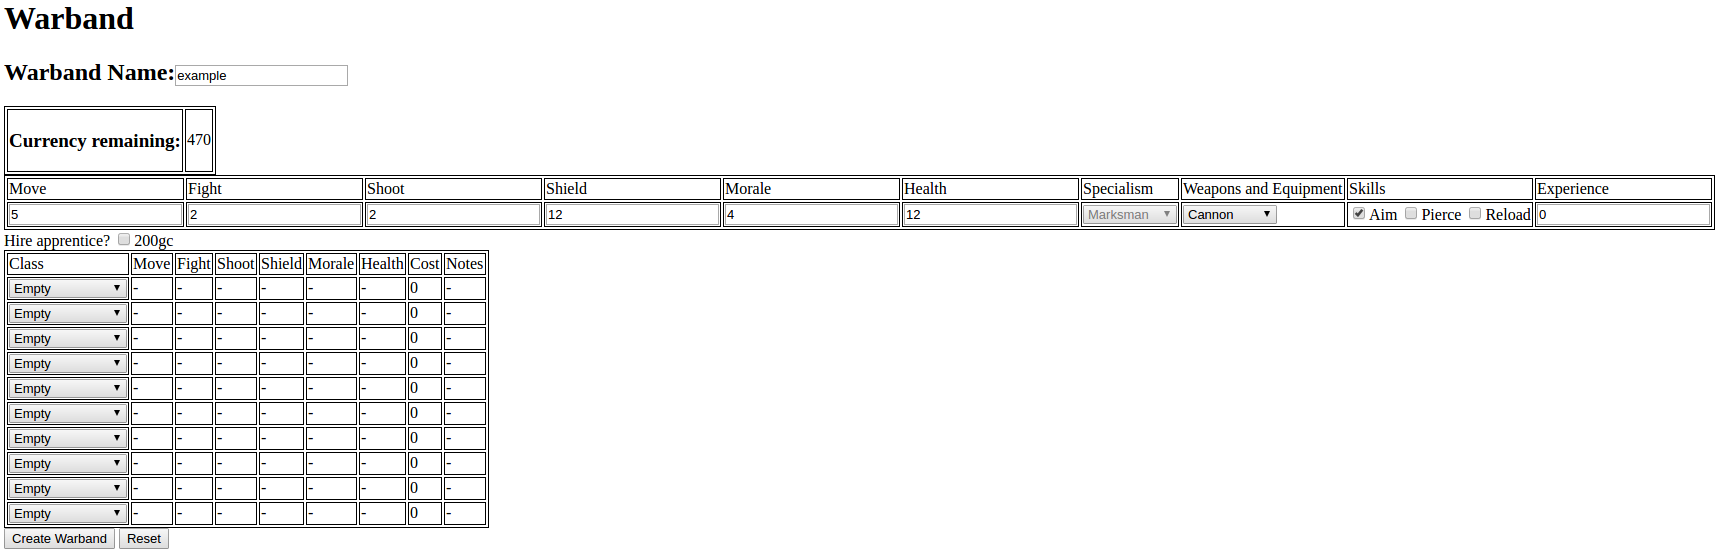 Warband
Warband Name: example
Currency remaining: 470
Move Fight Shoot Shield Morale Health Specialism Weapons and Equipment Skills Experience
5 2 2 12 4 12 Marksman Cannon Aim Pierce Reload 0
Hire apprentice? 200gc
Class Move Fight Shoot Shield Morale Health Cost Notes
Empty - - - - - - 0 -
Empty - - - - - - 0 -
Empty - - - - - - 0 -
Empty - - - - - - 0 -
Empty - - - - - - 0 -
Empty - - - - - - 0 -
Empty - - - - - - 0 -
Empty - - - - - - 0 -
Empty - - - - - - 0 -
Empty - - - - - - 0 -
Create Warband Reset